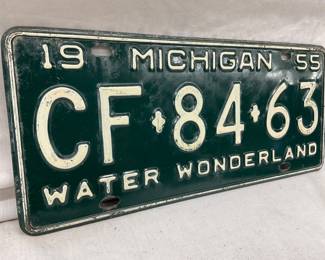 19 MICHIGAN 55
CF·84·63
WATER WONDERLAND